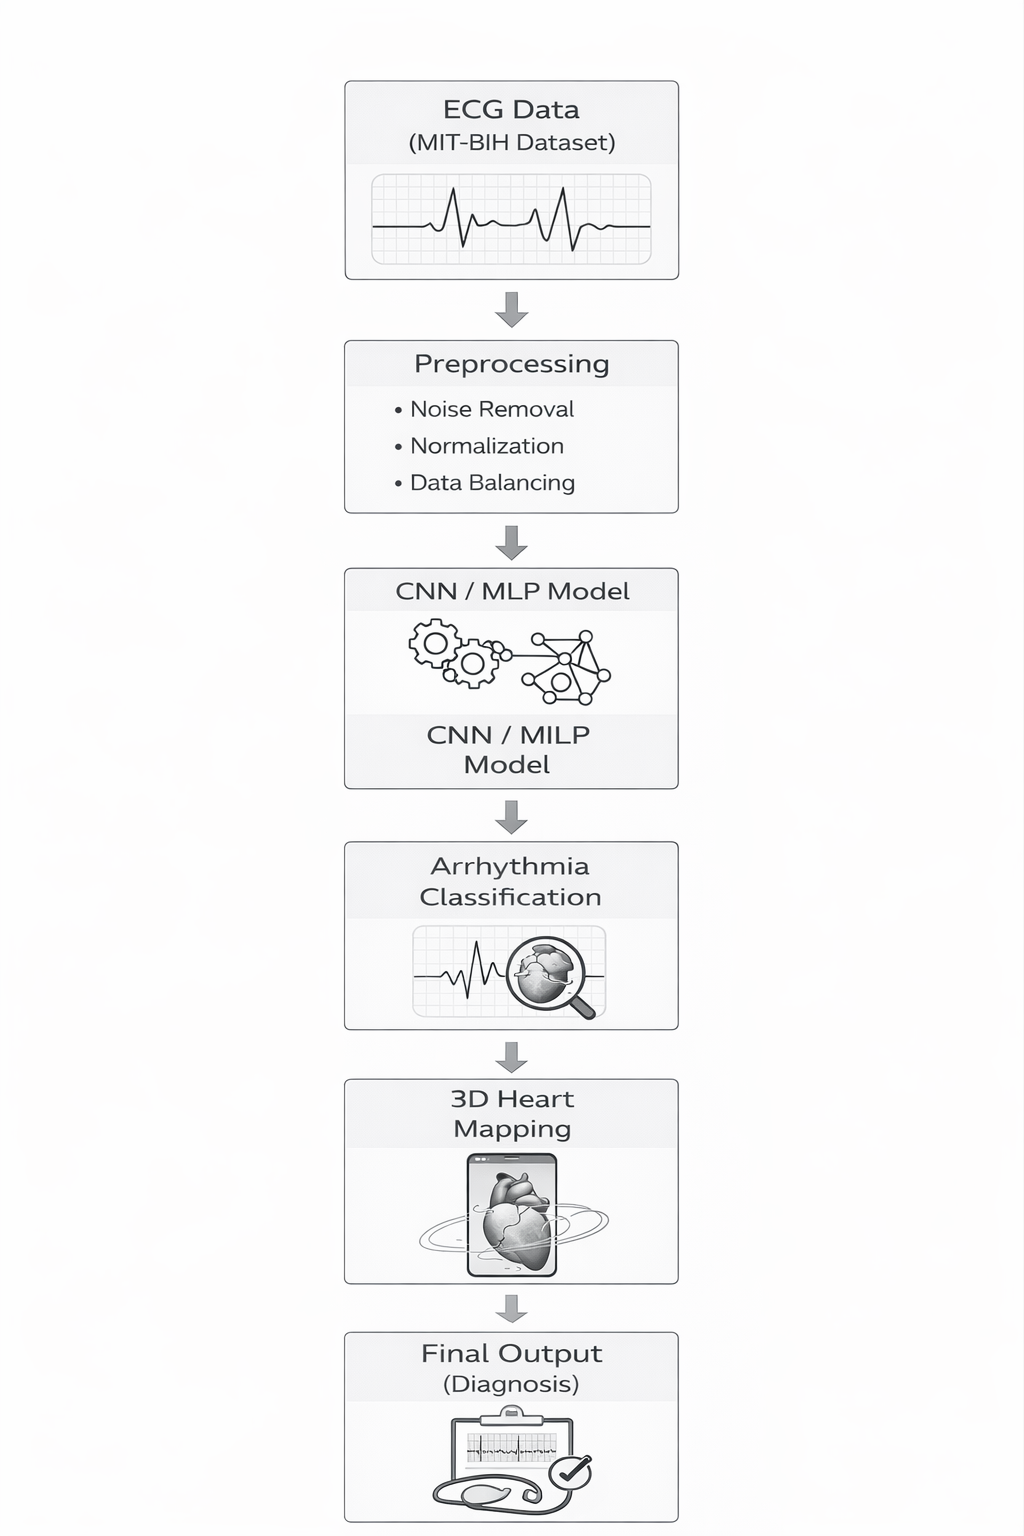 ECG Data
(MIT-BIH Dataset)
Preprocessing
• Noise Removal
• Normalization
• Data Balancing
CNN / MLP Model
CNN / MILP
Model
Arrhythmia
Classification
3D Heart
Mapping
Final Output
(Diagnosis)